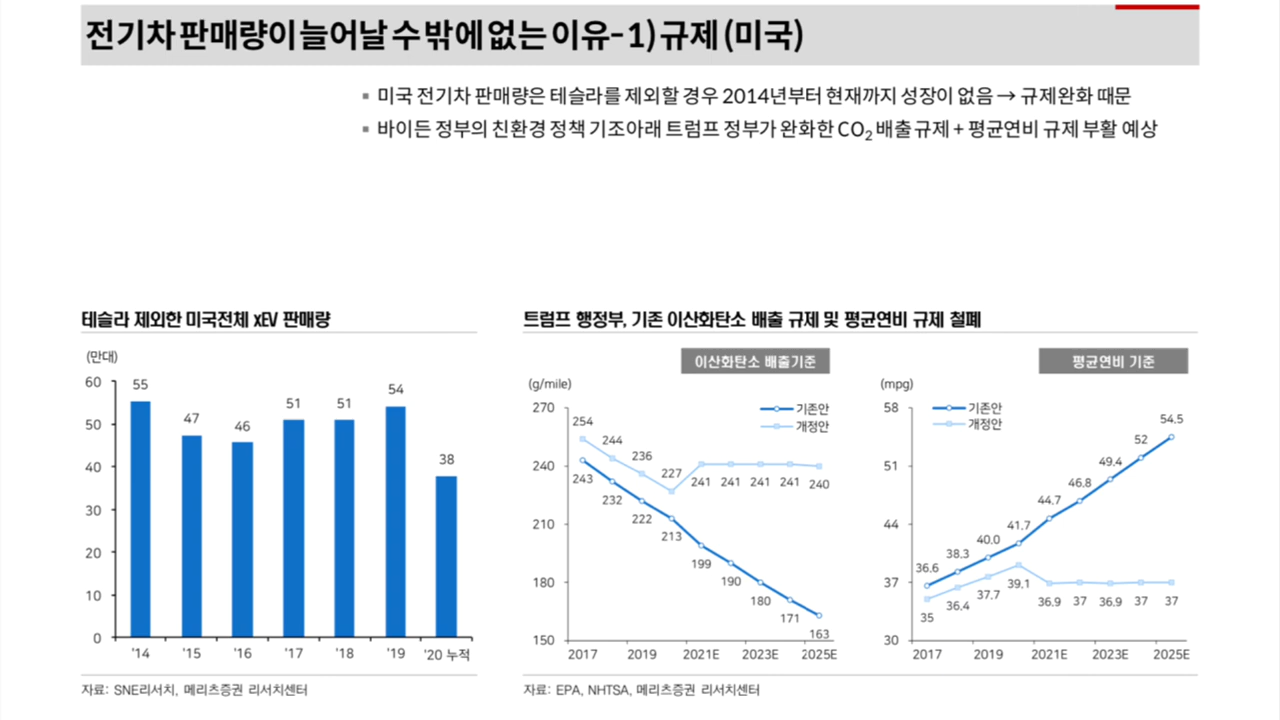 전기차 판매량이 늘어날 수 밖에 없는 이유-1) 규제 (미국)
▪ 미국 전기차 판매량은 테슬라를 제외할 경우 2014년부터 현재까지 성장이 없음 → 규제완화 때문
▪ 바이든 정부의 친환경 정책 기조아래 트럼프 정부가 완화한 CO₂ 배출 규제 + 평균연비 규제 부활 예상
테슬라 제외한 미국전체 xEV 판매량
(만대)
60
50
40
30
20
10
0
55
47
46
51
51
54
38
'14 '15 '16 '17 '18 '19 '20 누적
자료: SNE리서치, 메리츠증권 리서치센터
트럼프 행정부, 기존 이산화탄소 배출 규제 및 평균연비 규제 철폐
이산화탄소 배출기준
(g/mile)
기존안
개정안
270
240
210
180
150
254
244
236
227
241 241 241 241 240
243
232
222
213
199
190
180
171
163
2017 2019 2021E 2023E 2025E
평균연비 기준
(mpg)
기존안
개정안
58
51
44
37
30
36.6
38.3
40.0
41.7
44.7
46.8
49.4
52
54.5
35
36.4
37.7
39.1
36.9 37 36.9 37 37
2017 2019 2021E 2023E 2025E
자료: EPA, NHTSA, 메리츠증권 리서치센터